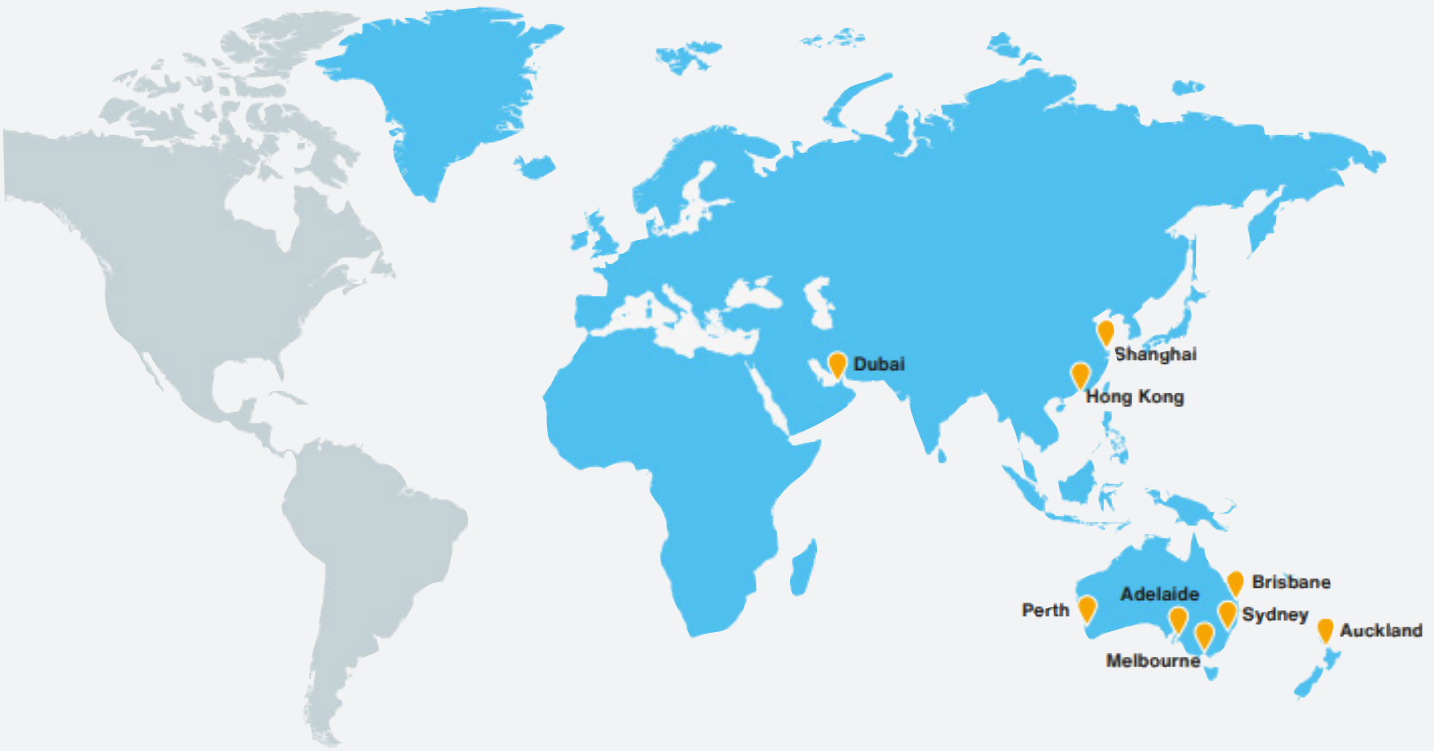 Shanghai
Dubai
Hong Kong
Brisbane
Adelaide
Perth
Sydney
Auckland
Melbourne